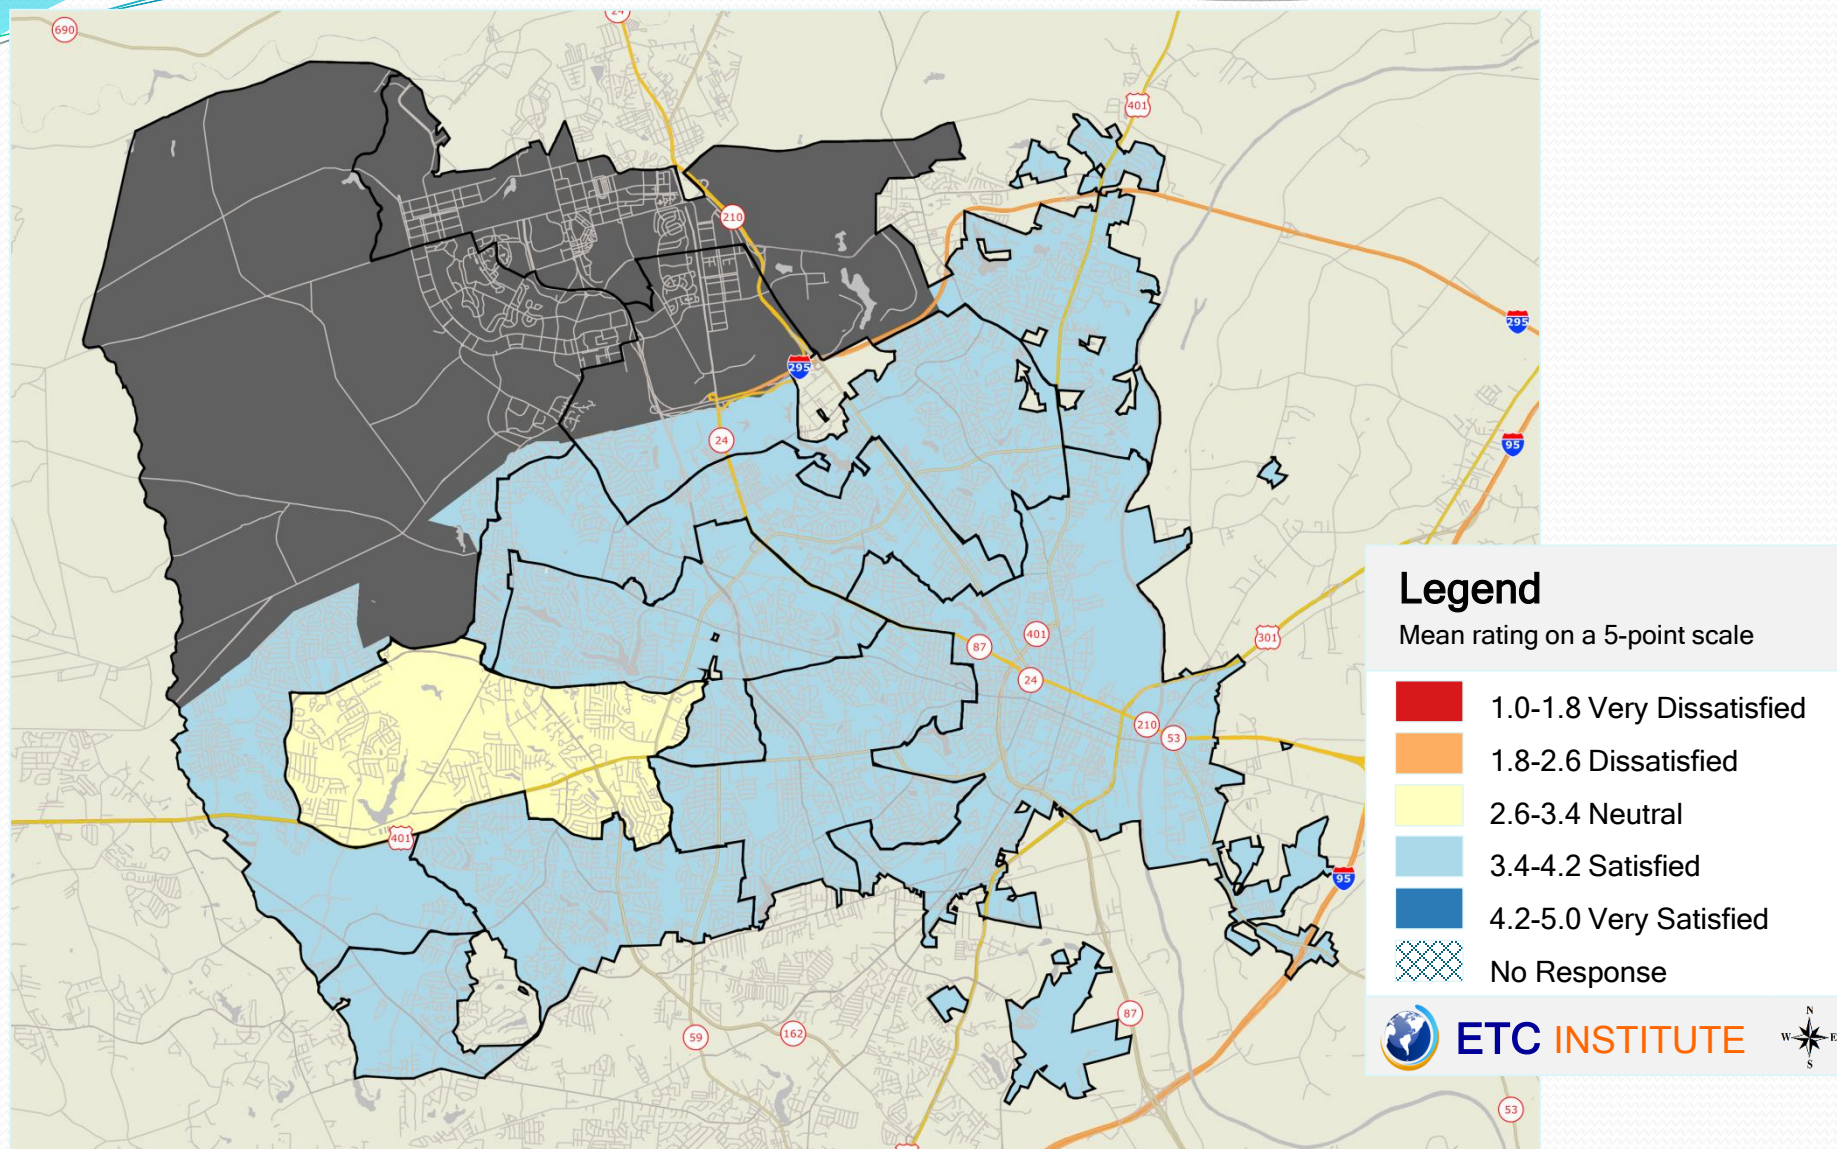 24
690
401
210
295
295
24
95
401
87
301
24
210
53
401
95
87
59
162
53
Legend
Mean rating on a 5-point scale
1.0-1.8 Very Dissatisfied
1.8-2.6 Dissatisfied
2.6-3.4 Neutral
3.4-4.2 Satisfied
4.2-5.0 Very Satisfied
No Response
ETC INSTITUTE
N
W E
S